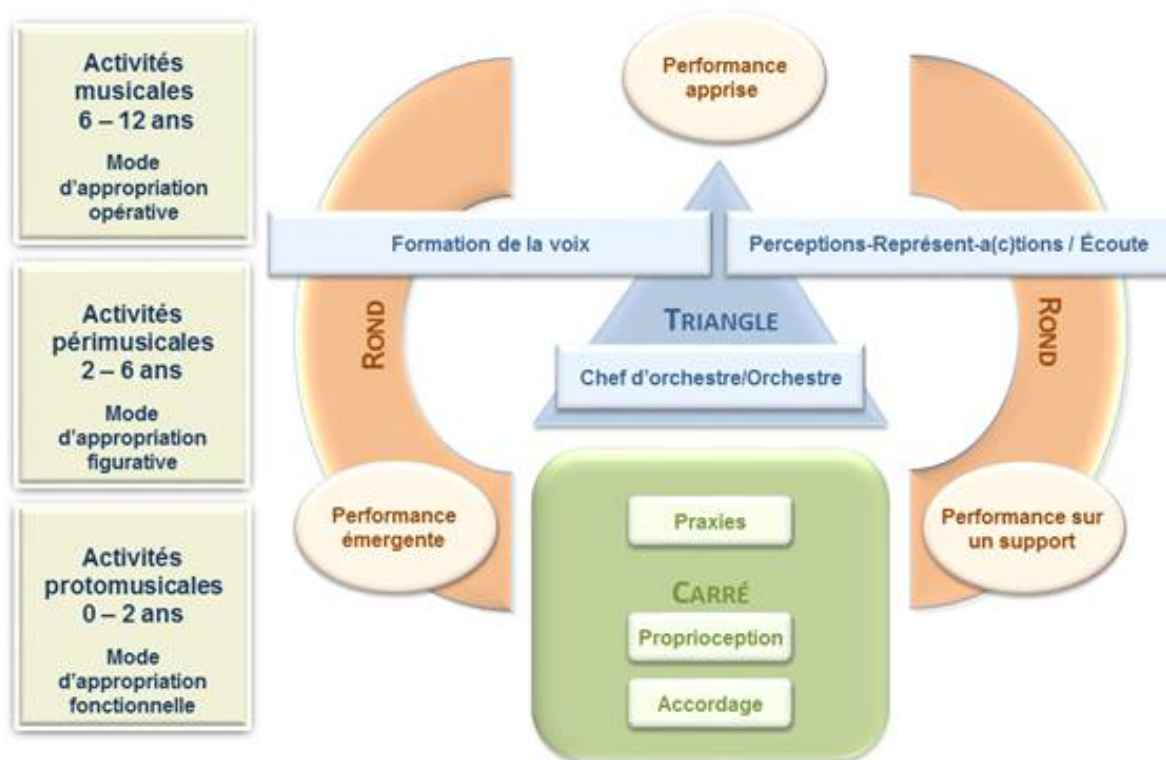 Activités
musicales
6 – 12 ans
Mode
d'appropriation
opérative
Activités
périmusicales
2 – 6 ans
Mode
d'appropriation
figurative
Activités
protomusicales
0 – 2 ans
Mode
d'appropriation
fonctionnelle
Performance
apprise
Formation de la voix
Perceptions-Représent-a(c)tions / Écoute
ROND
TRIANGLE
ROND
Chef d'orchestre/Orchestre
Performance
émergente
Praxies
Performance sur
un support
CARRÉ
Proprioception
Accordage